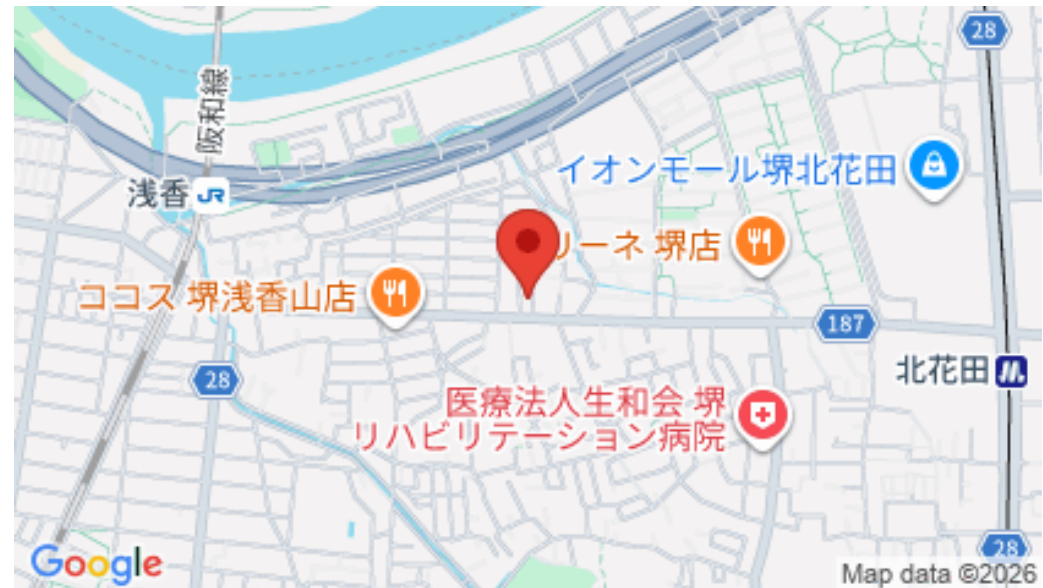 28
阪和線
イオンモール堺北花田
浅香 JR
リーネ 堺店
ココス 堺浅香山店
187
28
北花田
医療法人生和会 堺
リハビリテーション病院
28
Google
Map data ©2026